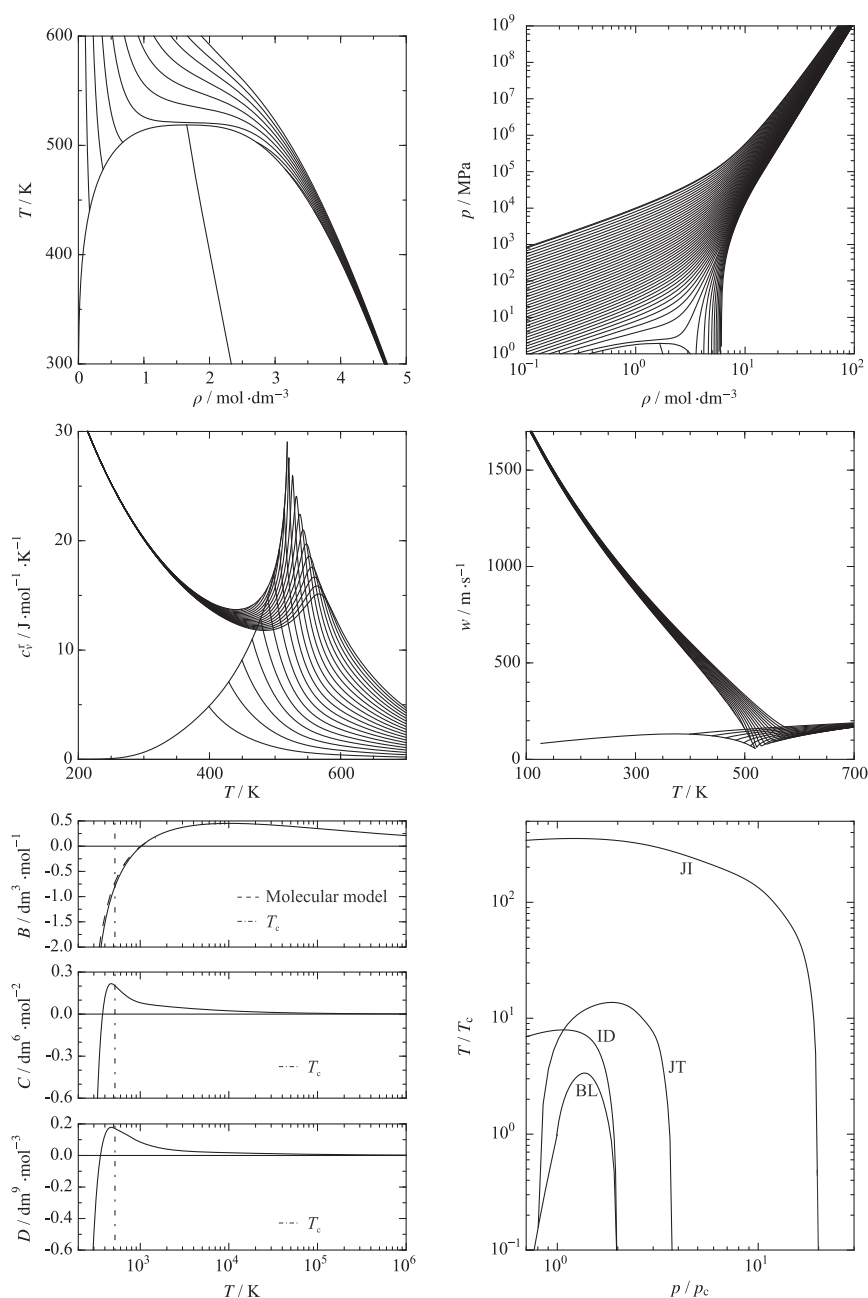 T / K
600
500
400
300
0
1
2
3
4
5
ρ / mol·dm⁻³
p / MPa
10⁹
10⁸
10⁷
10⁶
10⁵
10⁴
10³
10²
10¹
10⁰
10⁻¹
10⁰
10¹
10²
ρ / mol·dm⁻³
cᵥʳ / J·mol⁻¹·K⁻¹
30
20
10
0
200
400
600
T / K
w / m·s⁻¹
1500
1000
500
0
100
300
500
700
T / K
B / dm³·mol⁻¹
0.5
0.0
-0.5
-1.0
-1.5
-2.0
Molecular model
T_c
C / dm⁶·mol⁻²
0.3
0.0
-0.3
-0.6
T_c
D / dm⁹·mol⁻³
0.2
0.0
-0.2
-0.4
-0.6
T_c
10³
10⁴
10⁵
10⁶
T / K
T / T_c
10²
10¹
10⁰
10⁻¹
JI
ID
JT
BL
10⁰
10¹
p / p_c